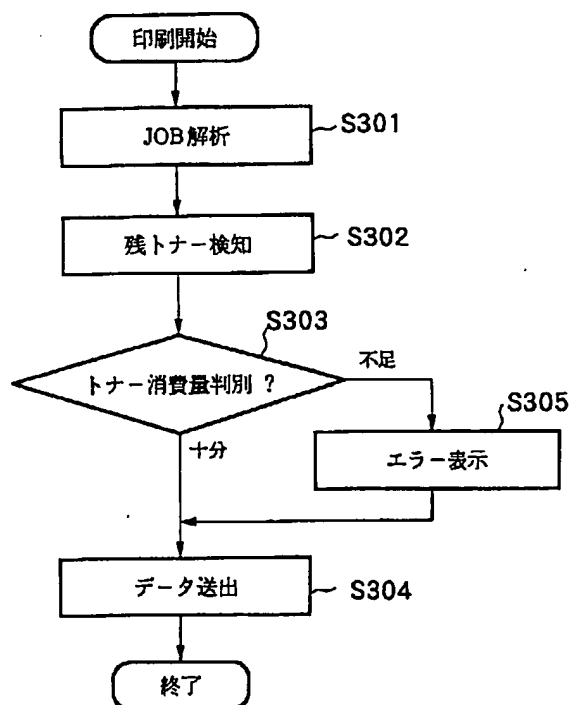 印刷開始
JOB解析
S301
残トナー検知
S302
S303
トナー消費量判別 ?
不足
十分
S305
エラー表示
データ送出
S304
終了